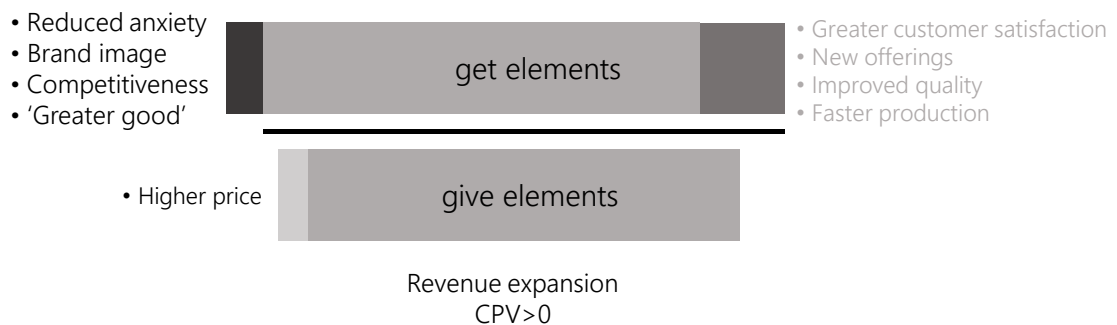 • Reduced anxiety
• Brand image
• Competitiveness
• ‘Greater good’
get elements
• Greater customer satisfaction
• New offerings
• Improved quality
• Faster production
• Higher price
give elements
Revenue expansion
CPV>0